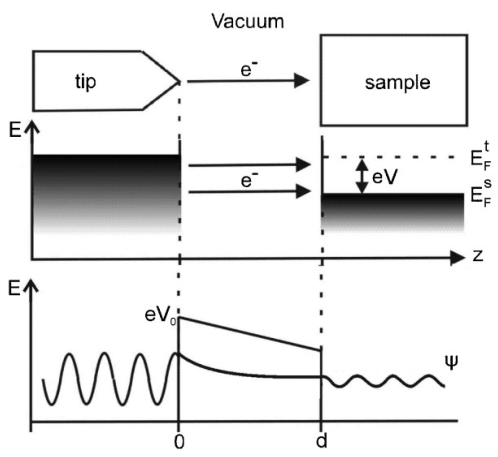 Vacuum
tip
e-
sample
E
E_F^t
e-
eV
E_F^s
z
E
eV₀
Ψ
0
d